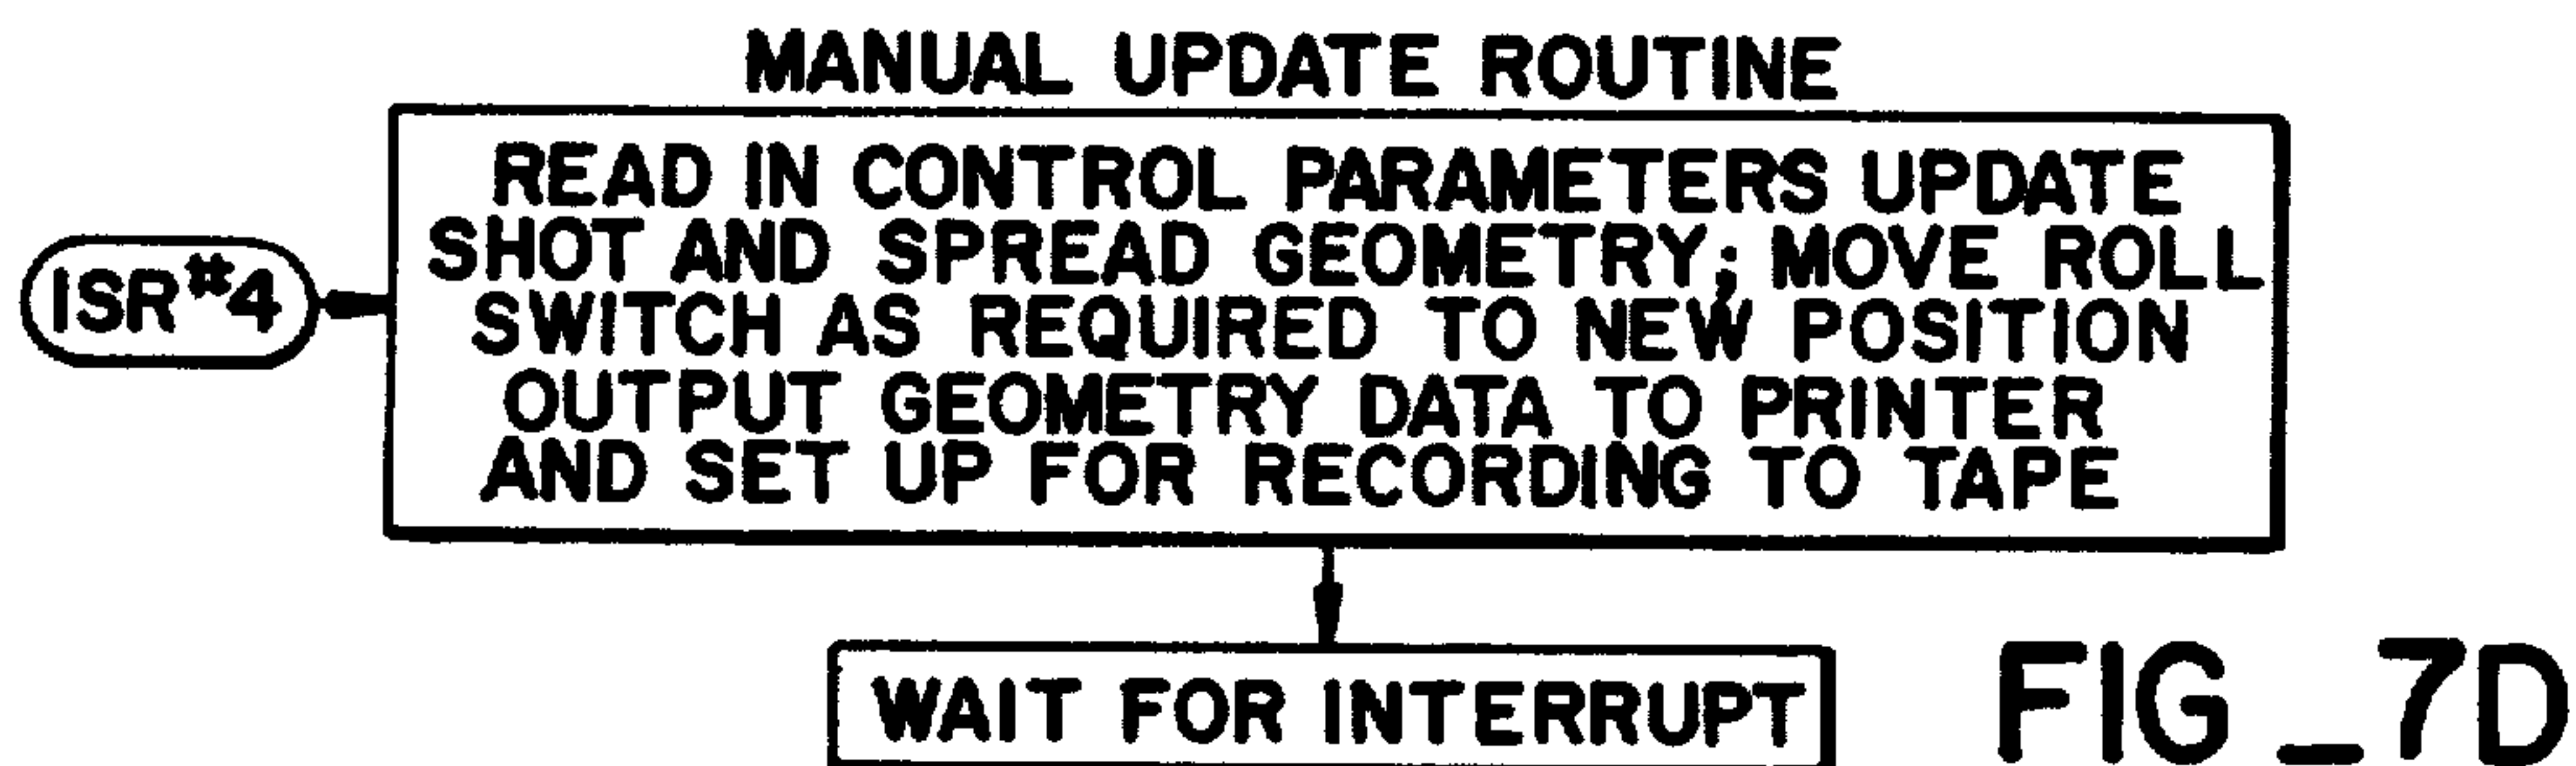 MANUAL UPDATE ROUTINE
READ IN CONTROL PARAMETERS UPDATE
SHOT AND SPREAD GEOMETRY; MOVE ROLL
SWITCH AS REQUIRED TO NEW POSITION
OUTPUT GEOMETRY DATA TO PRINTER
AND SET UP FOR RECORDING TO TAPE
ISR#4
WAIT FOR INTERRUPT
FIG_7D